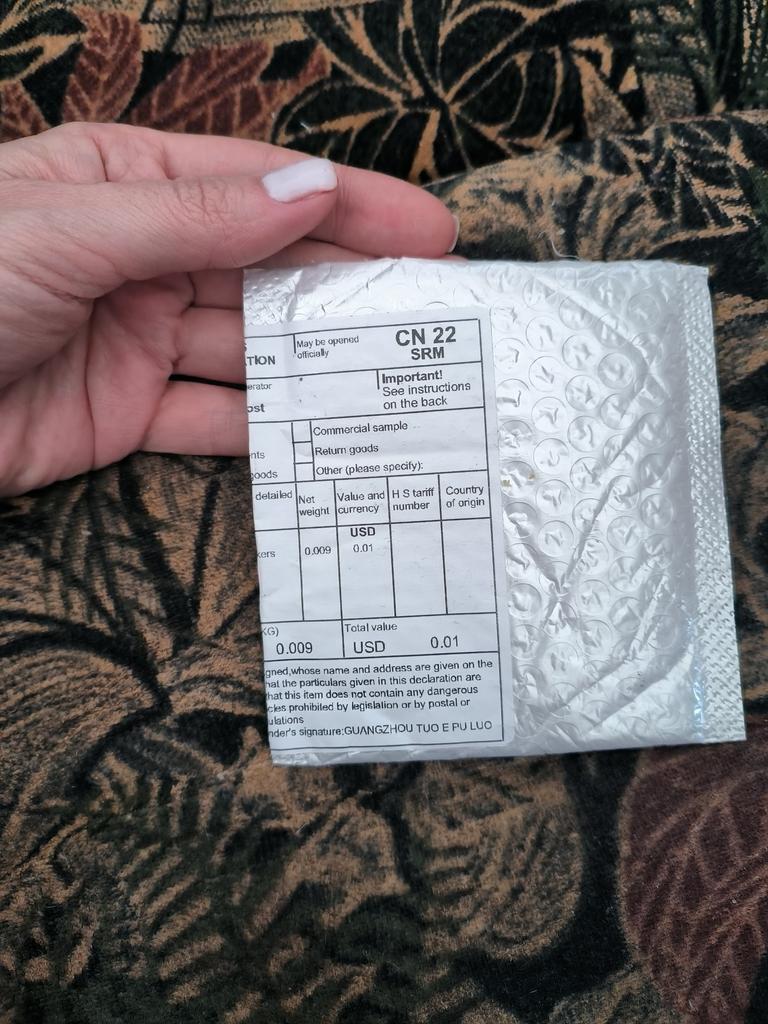 May be opened
officially
CN 22
SRM
TION
erator
Important!
See instructions
on the back
ost
Commercial sample
nts
Return goods
oods
Other (please specify):
detailed
Net
weight
Value and
currency
H S tariff
number
Country
of origin
USD
kers
0.009
0.01
KG)
0.009
Total value
USD
0.01
gned,whose name and address are given on the
hat the particulars given in this declaration are
that this item does not contain any dangerous
cles prohibited by legislation or by postal or
ulations
nder's signature:GUANGZHOU TUO E PU LUO